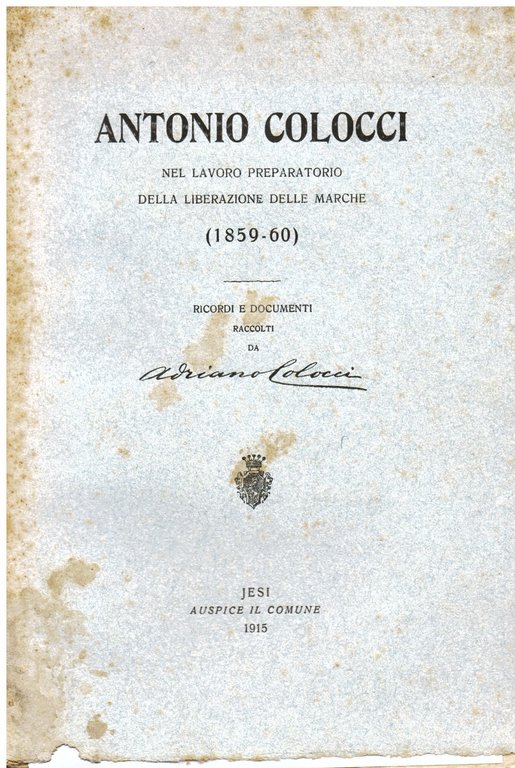 ANTONIO COLOCCI
NEL LAVORO PREPARATORIO
DELLA LIBERAZIONE DELLE MARCHE
(1859-60)
RICORDI E DOCUMENTI
RACCOLTI
DA
Adriano Colocci
JESI
AUSPICE IL COMUNE
1915